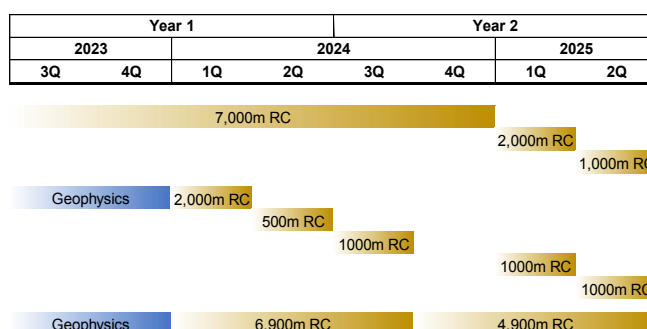 Year 1 Year 2
2023 2024 2025
3Q 4Q 1Q 2Q 3Q 4Q 1Q 2Q
7,000m RC
2,000m RC
1,000m RC
Geophysics 2,000m RC
500m RC
1000m RC
1000m RC
1000m RC
Geophysics 6,900m RC 4,900m RC